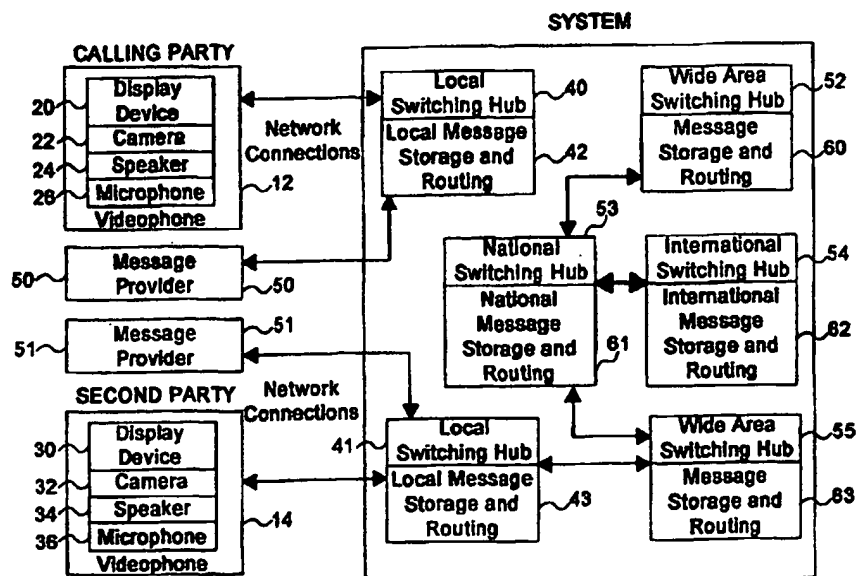 SYSTEM
CALLING PARTY
20
Display
Device
22
Camera
24
Speaker
26
Microphone
Videophone
12
Network
Connections
Local
Switching Hub
40
Local Message
Storage and
Routing
42
Wide Area
Switching Hub
52
Message
Storage and
Routing
60
50
Message
Provider
50
51
Message
Provider
51
53
National
Switching Hub
National
Message
Storage and
Routing
61
International
Switching Hub
54
International
Message
Storage and
Routing
62
SECOND PARTY
30
Display
Device
32
Camera
34
Speaker
36
Microphone
Videophone
14
Network
Connections
41
Local
Switching Hub
Local Message
Storage and
Routing
43
Wide Area
Switching Hub
55
Message
Storage and
Routing
63